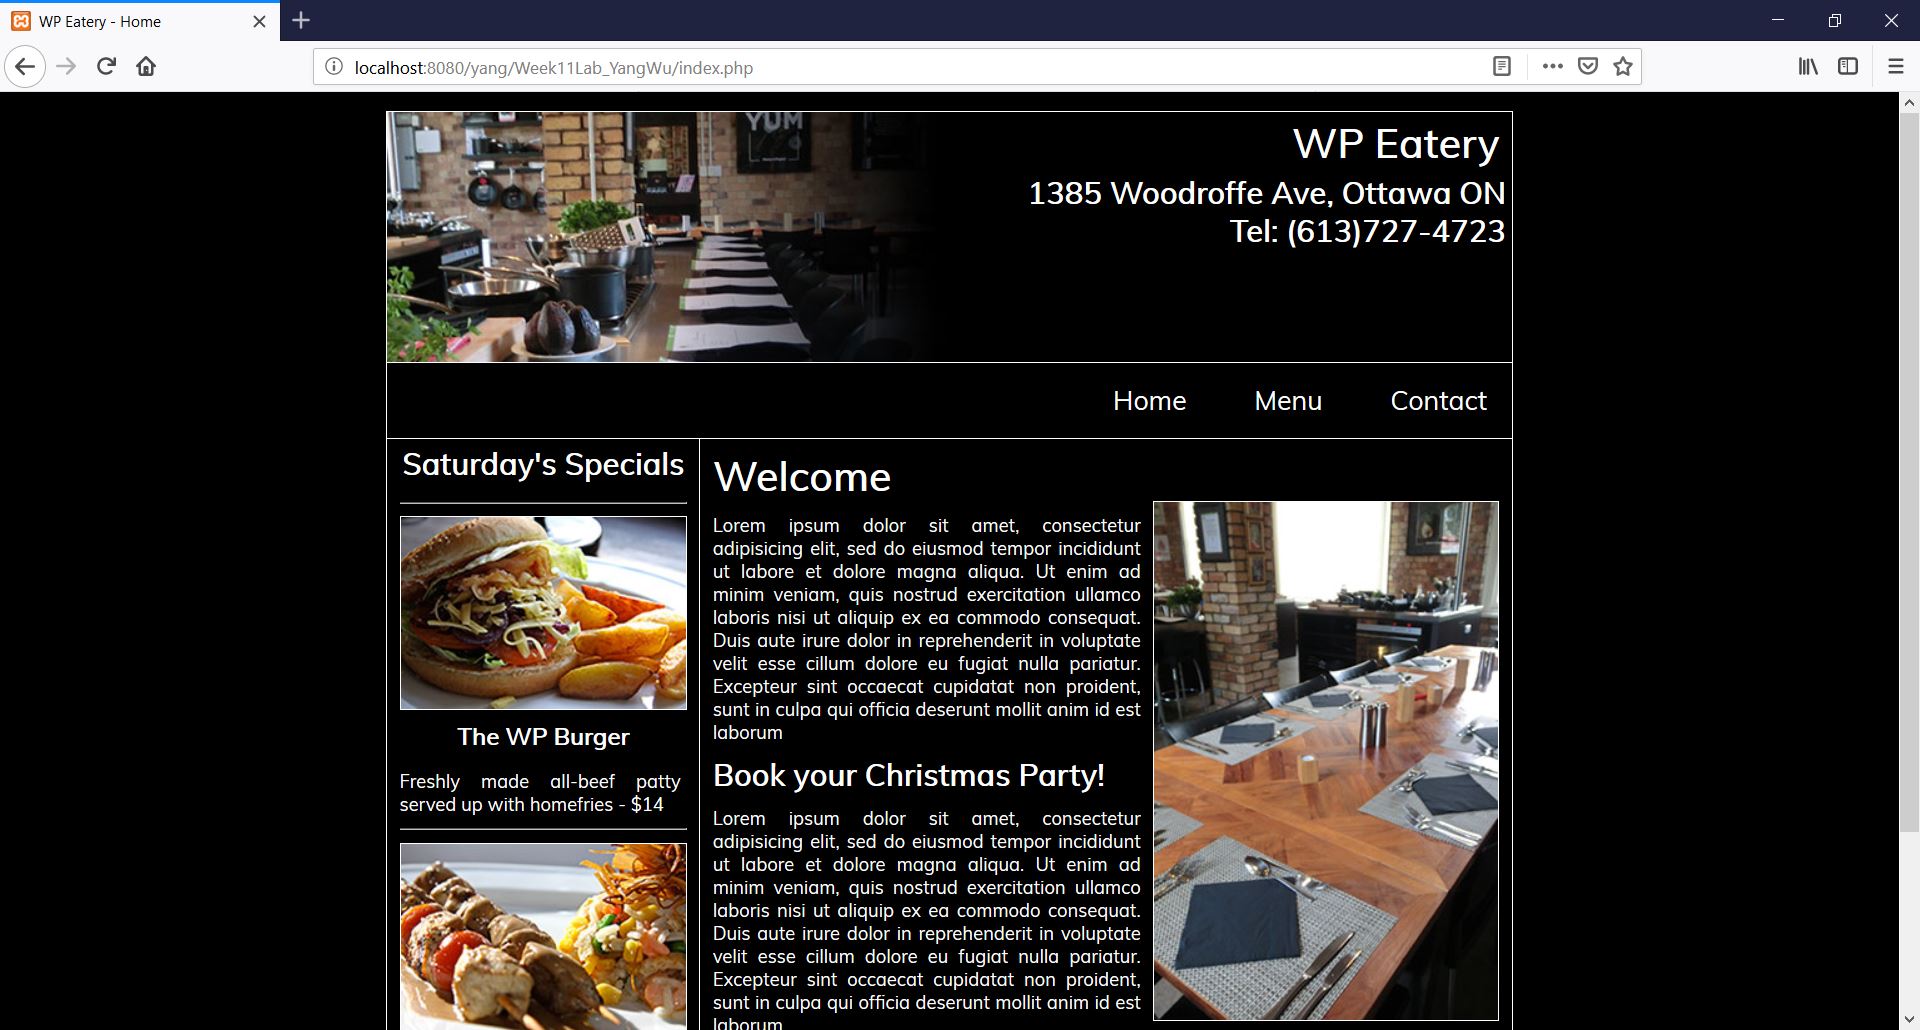 WP Eatery - Home
localhost:8080/yang/Week11Lab_YangWu/index.php
YUM
WP Eatery
1385 Woodroffe Ave, Ottawa ON
Tel: (613)727-4723
Home Menu Contact
Saturday's Specials
The WP Burger
Freshly made all-beef patty
served up with homefries - $14
Welcome
Lorem ipsum dolor sit amet, consectetur
adipisicing elit, sed do eiusmod tempor incididunt
ut labore et dolore magna aliqua. Ut enim ad
minim veniam, quis nostrud exercitation ullamco
laboris nisi ut aliquip ex ea commodo consequat.
Duis aute irure dolor in reprehenderit in voluptate
velit esse cillum dolore eu fugiat nulla pariatur.
Excepteur sint occaecat cupidatat non proident,
sunt in culpa qui officia deserunt mollit anim id est
laborum
Book your Christmas Party!
Lorem ipsum dolor sit amet, consectetur
adipisicing elit, sed do eiusmod tempor incididunt
ut labore et dolore magna aliqua. Ut enim ad
minim veniam, quis nostrud exercitation ullamco
laboris nisi ut aliquip ex ea commodo consequat.
Duis aute irure dolor in reprehenderit in voluptate
velit esse cillum dolore eu fugiat nulla pariatur.
Excepteur sint occaecat cupidatat non proident,
sunt in culpa qui officia deserunt mollit anim id est
laborum